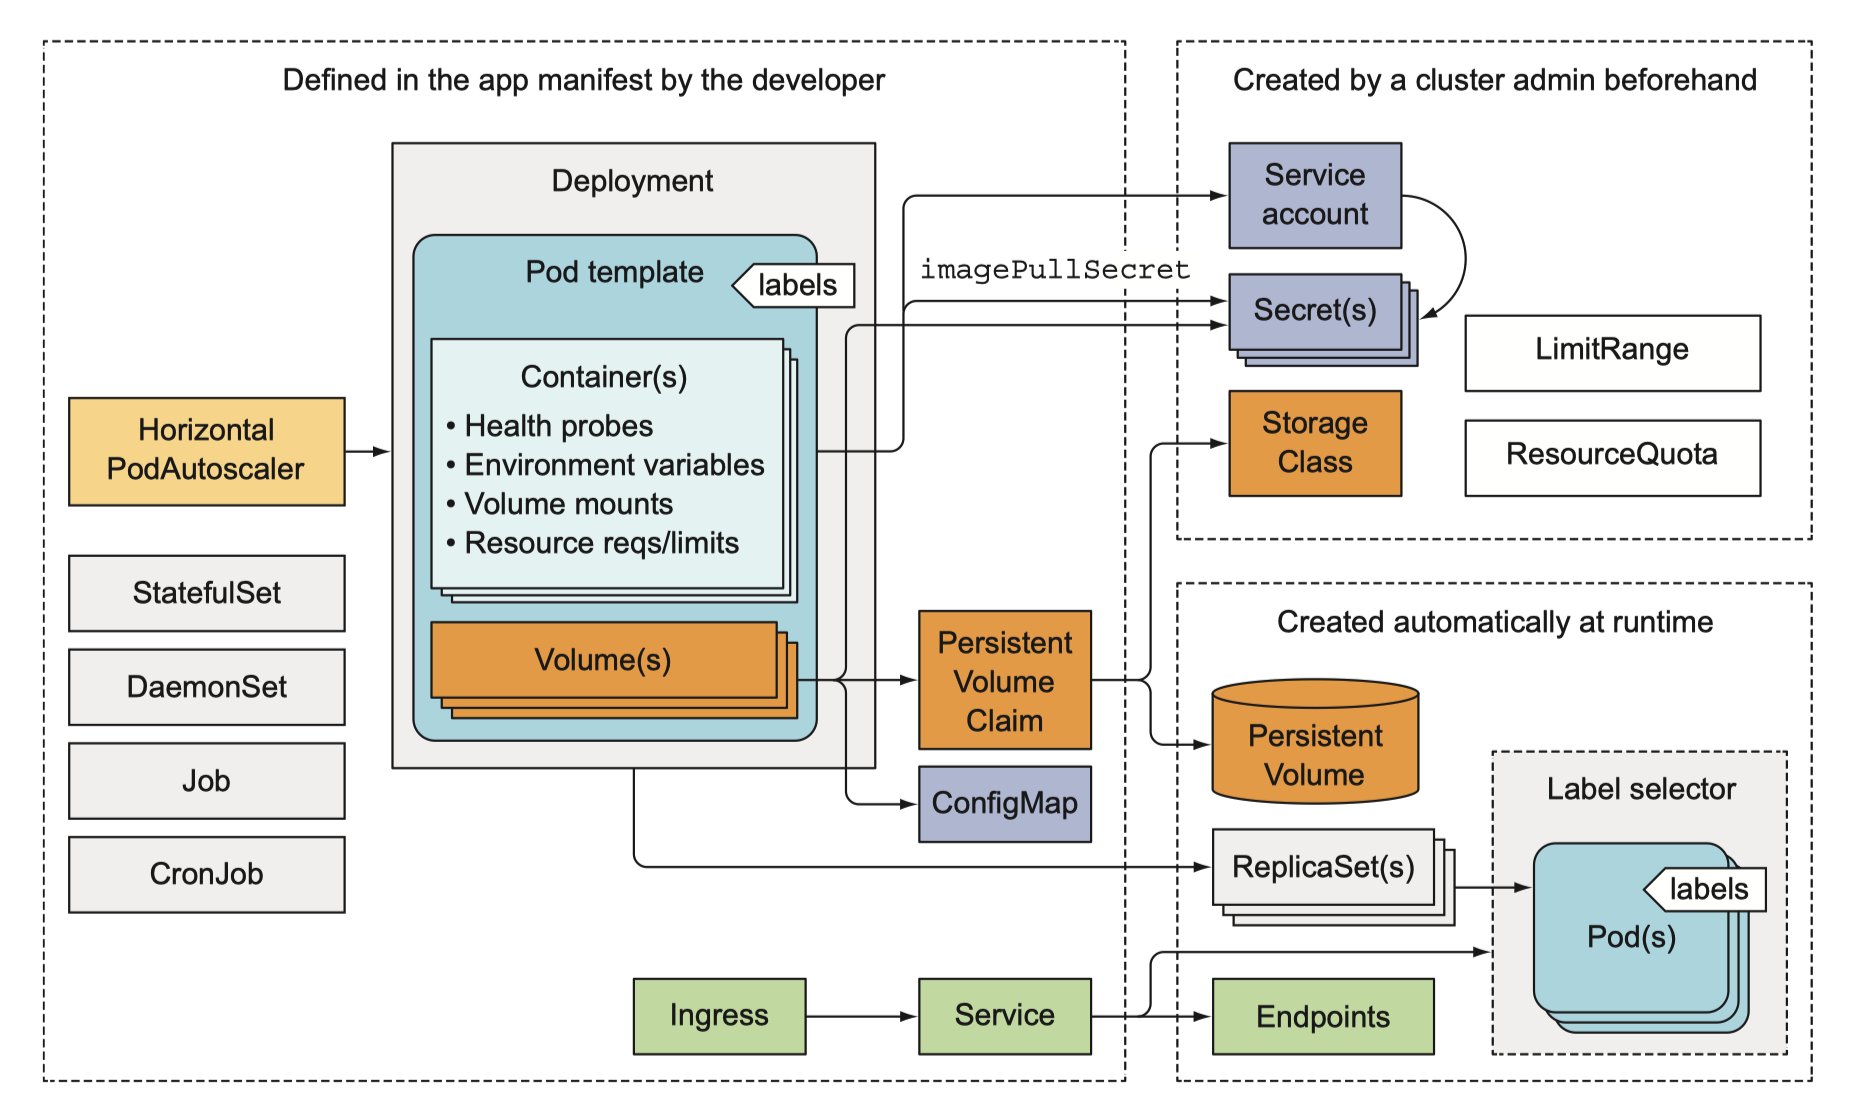 Defined in the app manifest by the developer
Deployment
Pod template
labels
Container(s)
• Health probes
• Environment variables
• Volume mounts
• Resource reqs/limits
Volume(s)
Horizontal
PodAutoscaler
StatefulSet
DaemonSet
Job
CronJob
Persistent
Volume
Claim
ConfigMap
Ingress
Service
imagePullSecret
Created by a cluster admin beforehand
Service
account
Secret(s)
Storage
Class
LimitRange
ResourceQuota
Created automatically at runtime
Persistent
Volume
ReplicaSet(s)
Endpoints
Label selector
labels
Pod(s)